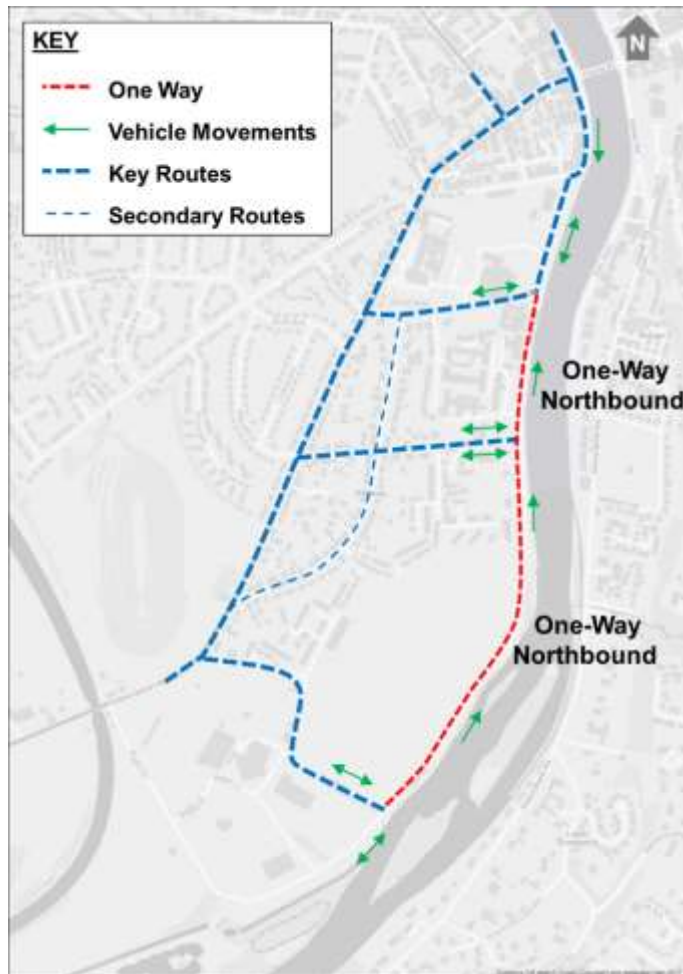 KEY
One Way
Vehicle Movements
Key Routes
Secondary Routes
N
One-Way
Northbound
One-Way
Northbound